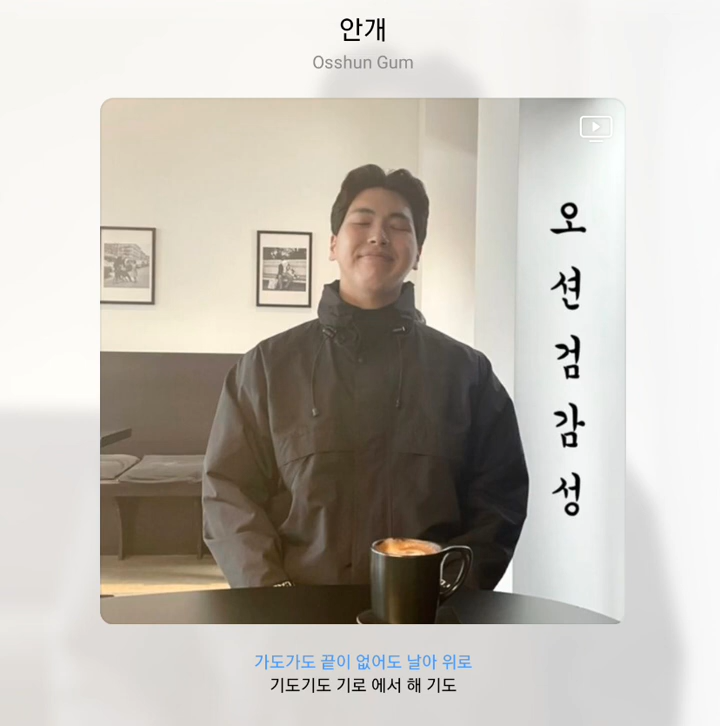 안개
Osshun Gum
오
션
검
감
성
가도가도 끝이 없어도 날아 위로
기도기도 기로 에서 해 기도